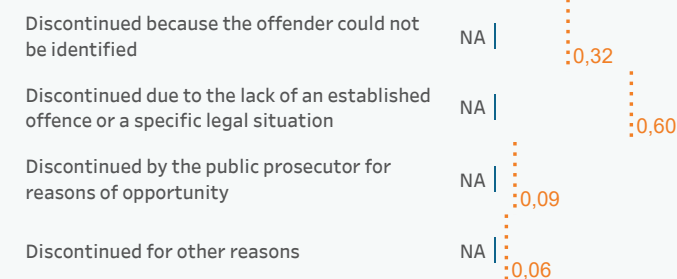 Discontinued because the offender could not
be identified
NA
0,32
Discontinued due to the lack of an established
offence or a specific legal situation
NA
0,60
Discontinued by the public prosecutor for
reasons of opportunity
NA
0,09
Discontinued for other reasons
NA
0,06